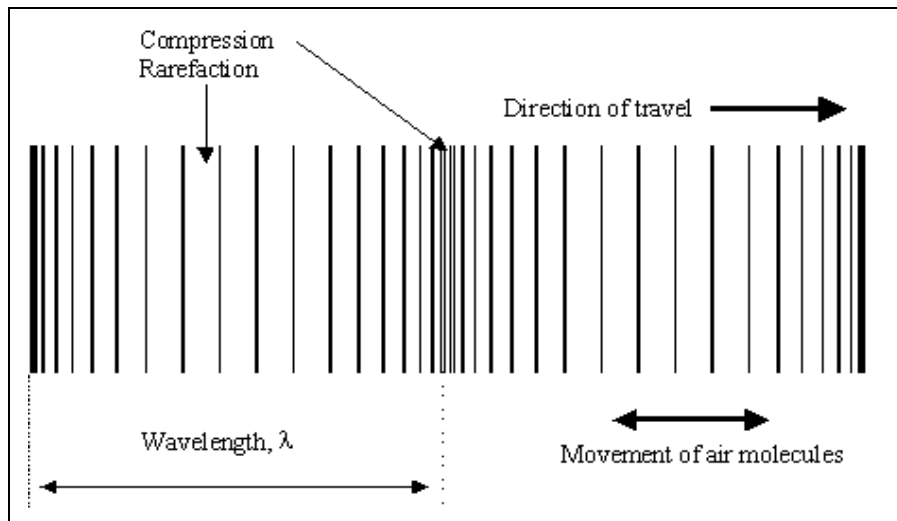 Compression
Rarefaction
Direction of travel
Wavelength, λ
Movement of air molecules